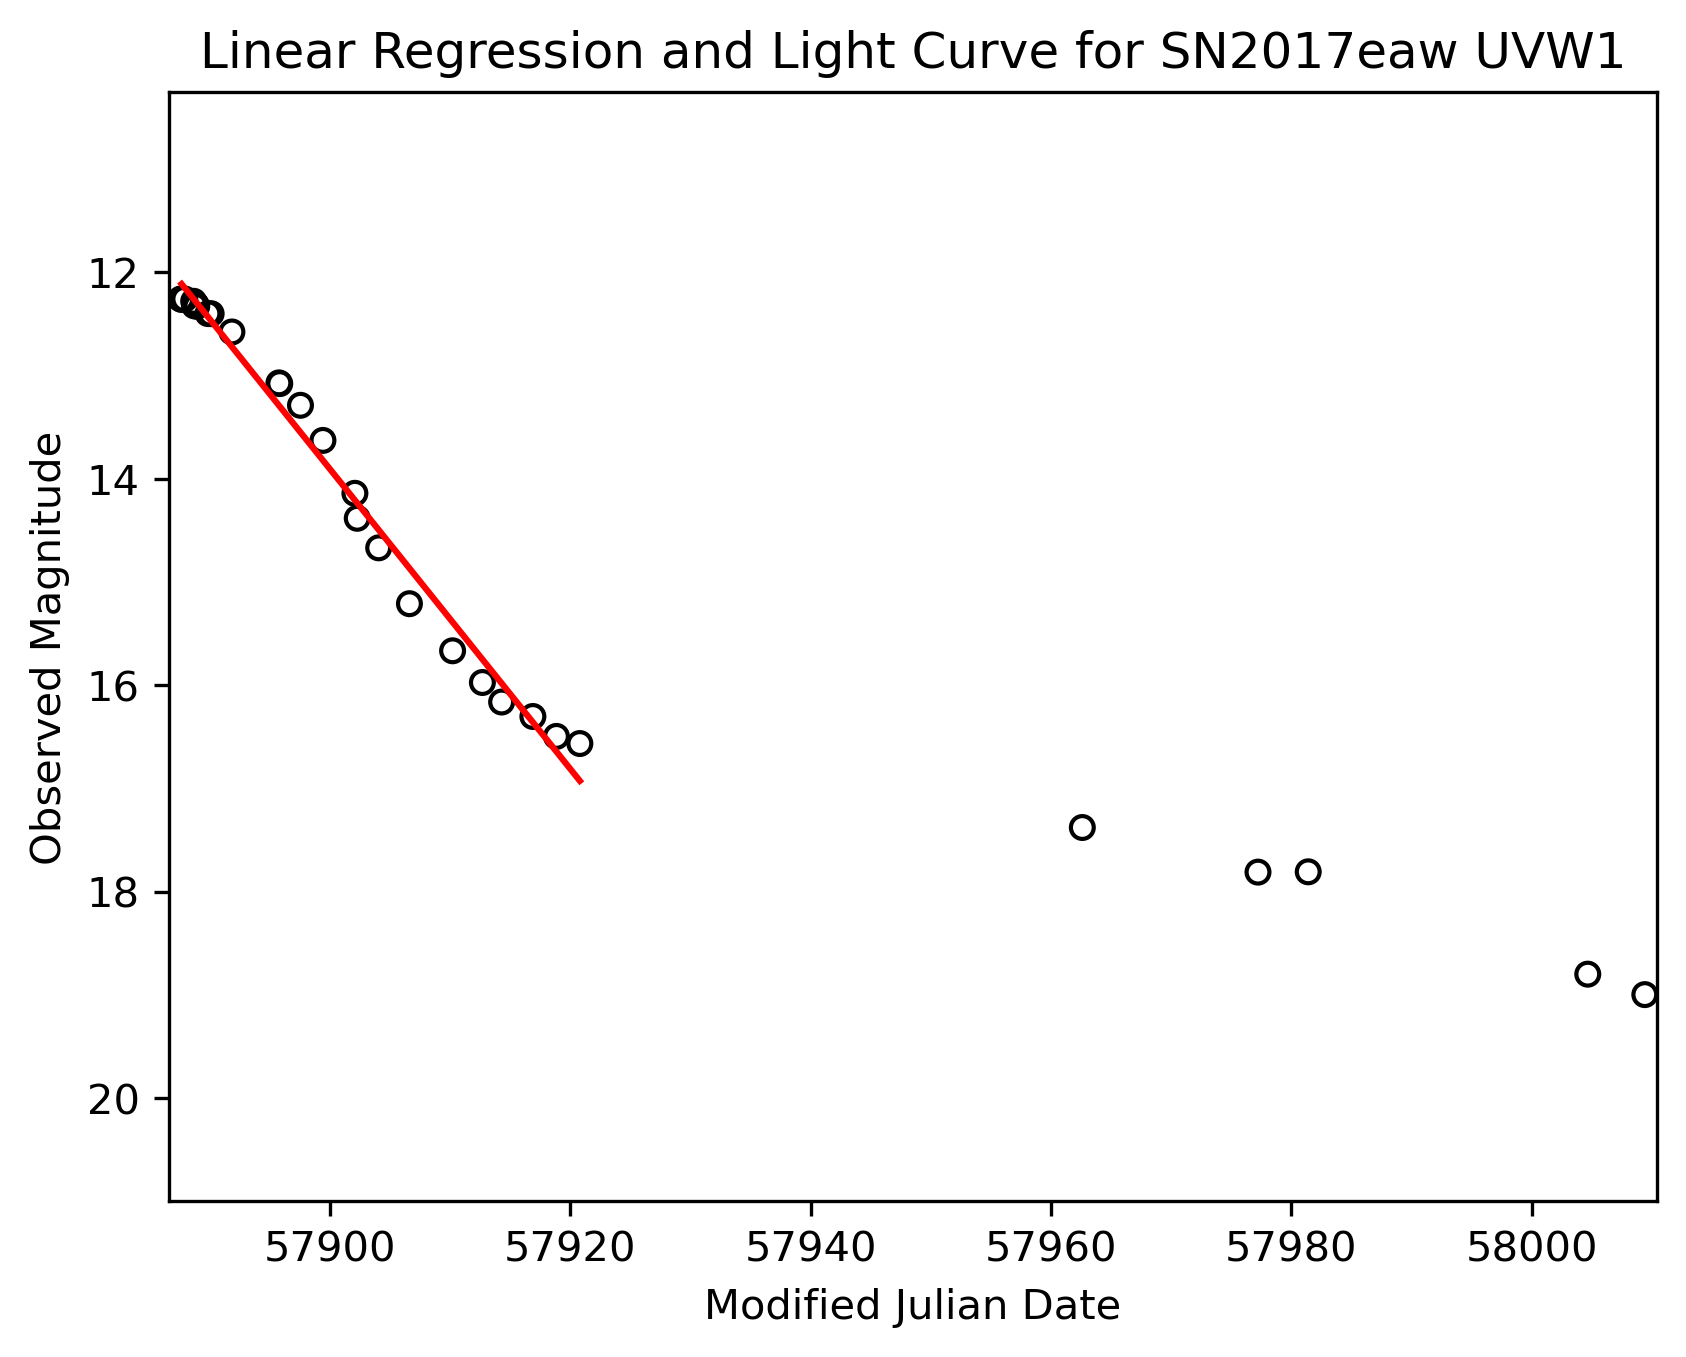 Linear Regression and Light Curve for SN2017eaw UVW1
12
14
16
18
20
Observed Magnitude
57900 57920 57940 57960 57980 58000
Modified Julian Date